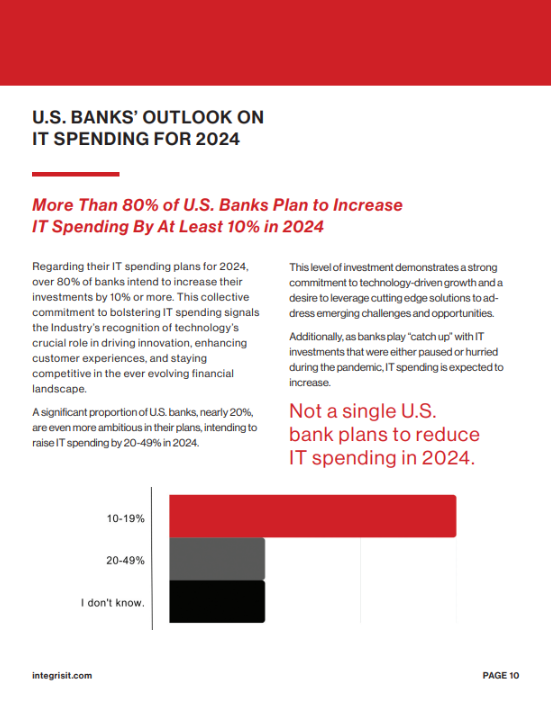 U.S. BANKS’ OUTLOOK ON
IT SPENDING FOR 2024
More Than 80% of U.S. Banks Plan to Increase
IT Spending By At Least 10% in 2024
Regarding their IT spending plans for 2024,
over 80% of banks intend to increase their
investments by 10% or more. This collective
commitment to bolstering IT spending signals
the Industry’s recognition of technology’s
crucial role in driving innovation, enhancing
customer experiences, and staying
competitive in the ever evolving financial
landscape.
A significant proportion of U.S. banks, nearly 20%,
are even more ambitious in their plans, intending to
raise IT spending by 20-49% in 2024.
This level of investment demonstrates a strong
commitment to technology-driven growth and a
desire to leverage cutting edge solutions to ad-
dress emerging challenges and opportunities.
Additionally, as banks play “catch up” with IT
investments that were either paused or hurried
during the pandemic, IT spending is expected to
increase.
Not a single U.S.
bank plans to reduce
IT spending in 2024.
10-19%
20-49%
I don't know.
integrisit.com
PAGE 10